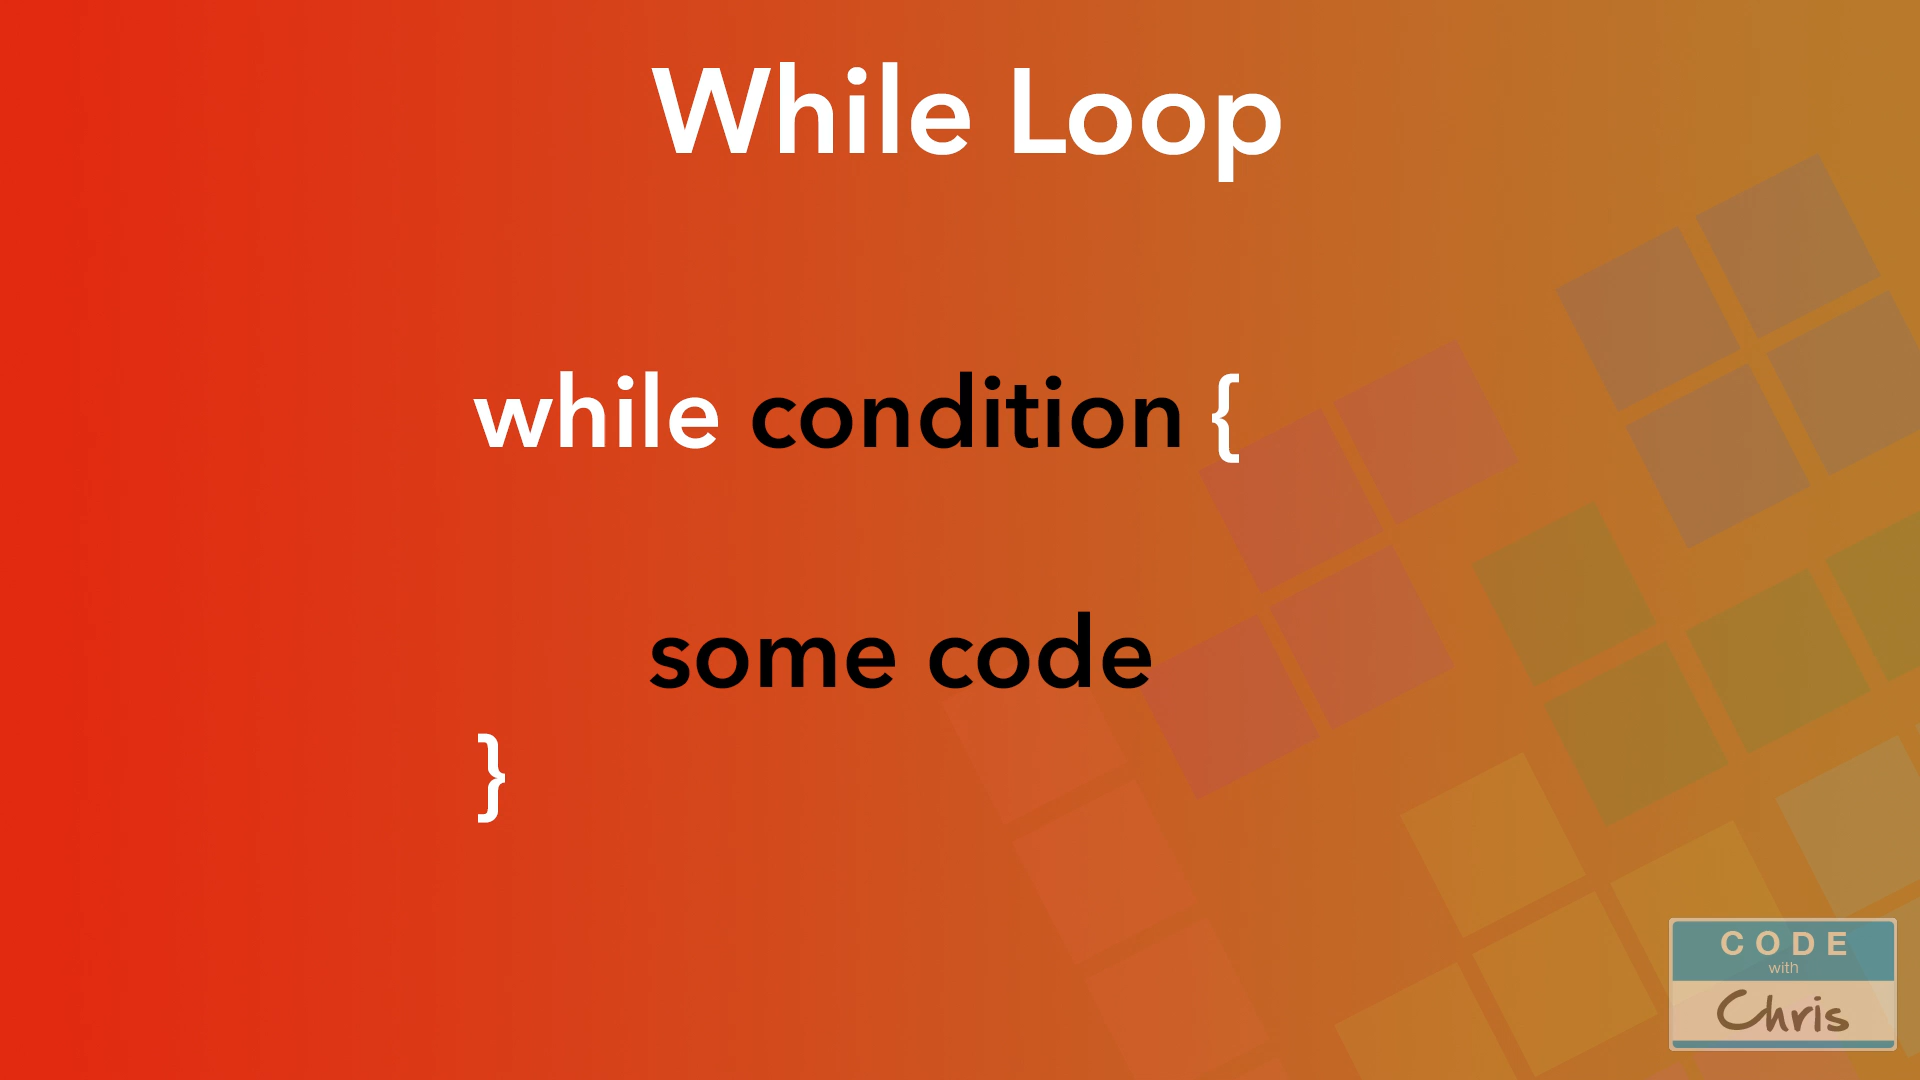 While Loop
while condition {
some code
}
CODE
with
Chris